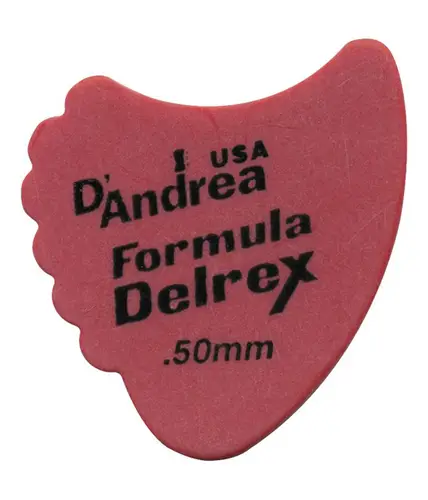 USA
D'Andrea
Formula
Delrex
.50mm